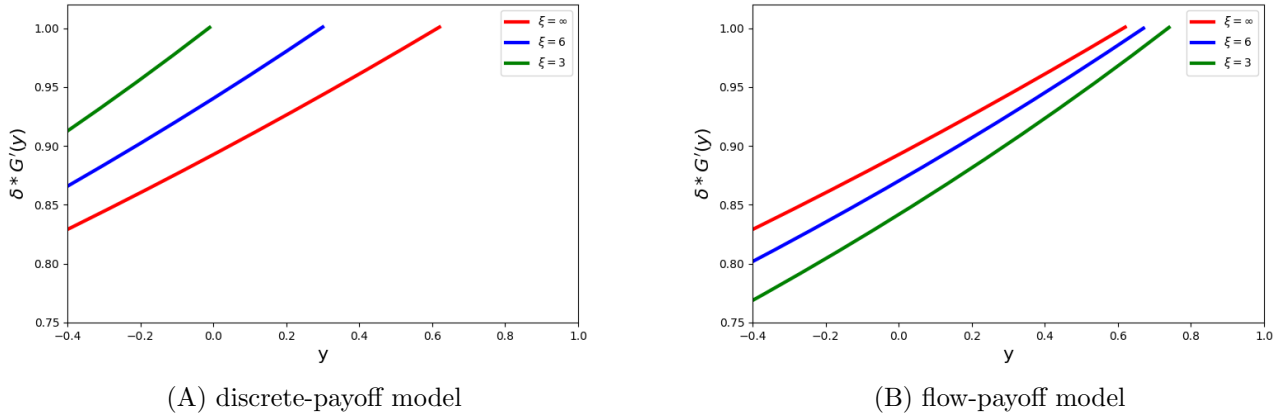 1.00
0.95
0.90
0.85
0.80
0.75
δ * G′(y)
−0.4
−0.2
0.0
0.2
0.4
0.6
0.8
1.0
y
ξ = ∞
ξ = 6
ξ = 3
(A) discrete-payoff model
1.00
0.95
0.90
0.85
0.80
0.75
δ * G′(y)
−0.4
−0.2
0.0
0.2
0.4
0.6
0.8
1.0
y
ξ = ∞
ξ = 6
ξ = 3
(B) flow-payoff model